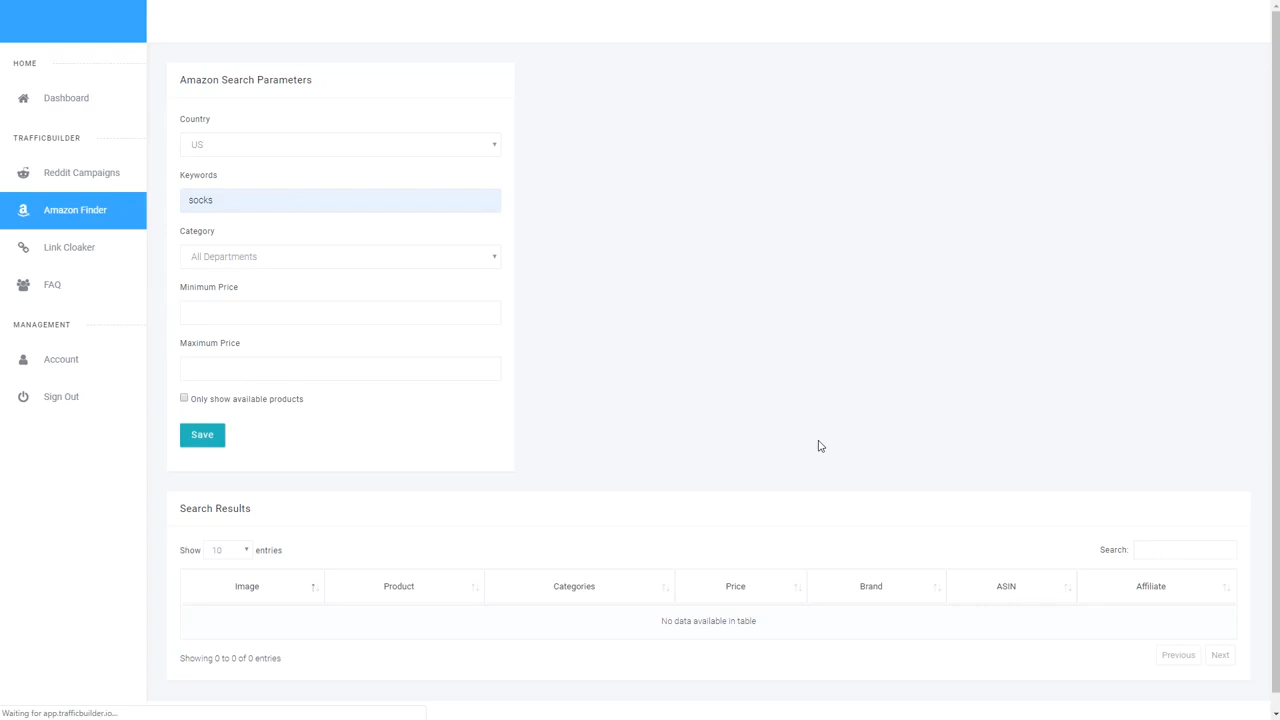 HOME
Dashboard
TRAFFICBUILDER
Reddit Campaigns
Amazon Finder
Link Cloaker
FAQ
MANAGEMENT
Account
Sign Out
Amazon Search Parameters
Country
US
Keywords
socks
Category
All Departments
Minimum Price
Maximum Price
Only show available products
Save
Search Results
Show 10 entries Search:
Image Product Categories Price Brand ASIN Affiliate
No data available in table
Showing 0 to 0 of 0 entries Previous Next
Waiting for app.trafficbuilder.io...